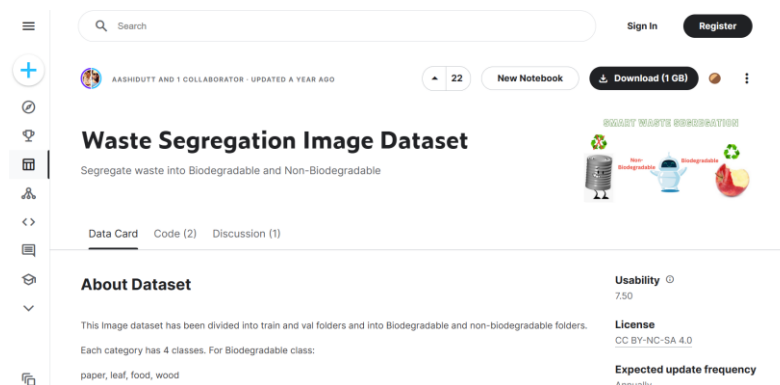 Search
Sign In
Register
AASHIDUTT AND 1 COLLABORATOR · UPDATED A YEAR AGO
22
New Notebook
Download (1 GB)
Waste Segregation Image Dataset
Segregate waste into Biodegradable and Non-Biodegradable
SMART WASTE SEGREGATION
Non-
Biodegradable
Biodegradable
Data Card
Code (2)
Discussion (1)
About Dataset
This Image dataset has been divided into train and val folders and into Biodegradable and non-biodegradable folders.
Each category has 4 classes. For Biodegradable class:
paper, leaf, food, wood
Usability
7.50
License
CC BY-NC-SA 4.0
Expected update frequency
Annually